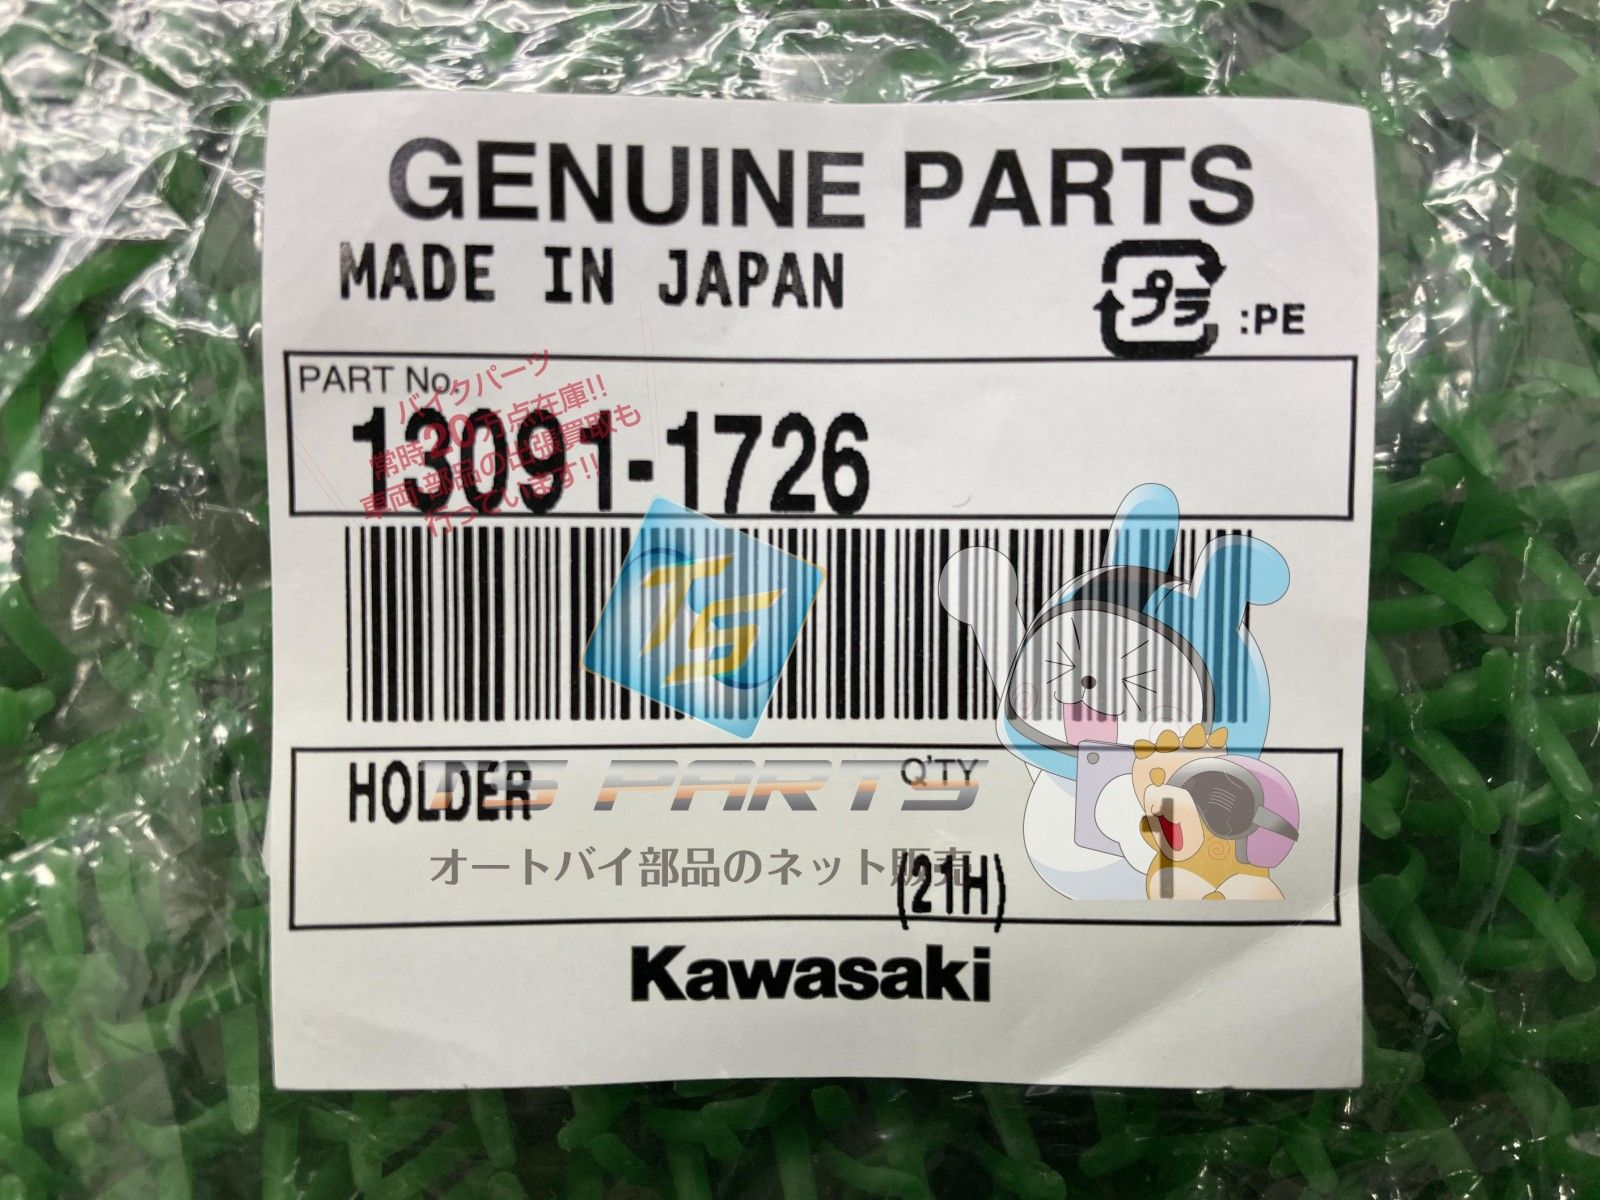 GENUINE PARTS
MADE IN JAPAN
プラ :PE
PART No.
13091-1726
バイクパーツ
常時20万点在庫!!
車両・部品の出張買取も
行っています!!
TS
HOLDER
Q'TY
1
TS PARTS
オートバイ部品のネット販売
(21H)
Kawasaki